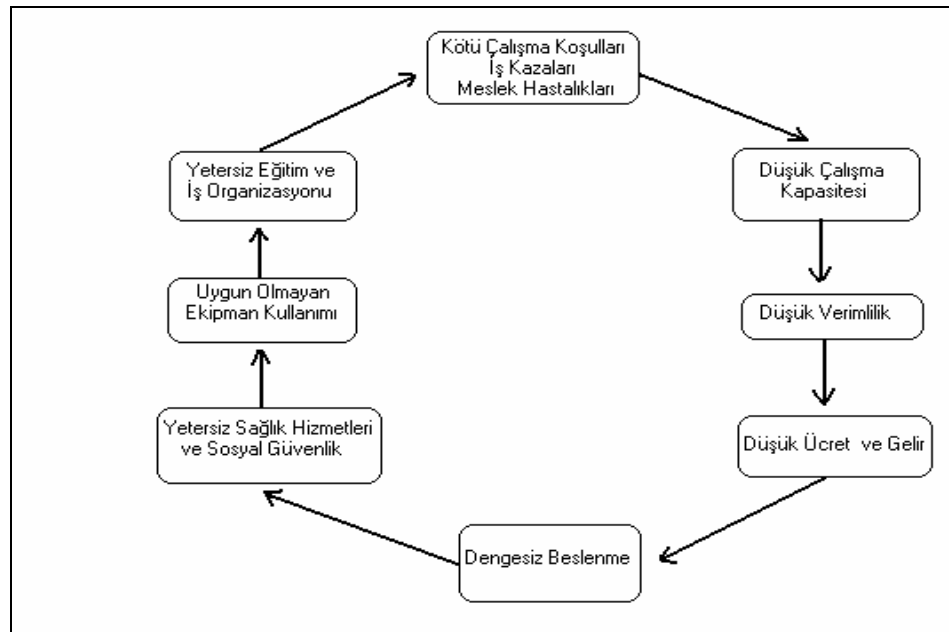 Kötü Çalışma Koşulları
İş Kazaları
Meslek Hastalıkları
Düşük Çalışma
Kapasitesi
Düşük Verimlilik
Düşük Ücret ve Gelir
Dengesiz Beslenme
Yetersiz Sağlık Hizmetleri
ve Sosyal Güvenlik
Uygun Olmayan
Ekipman Kullanımı
Yetersiz Eğitim ve
İş Organizasyonu